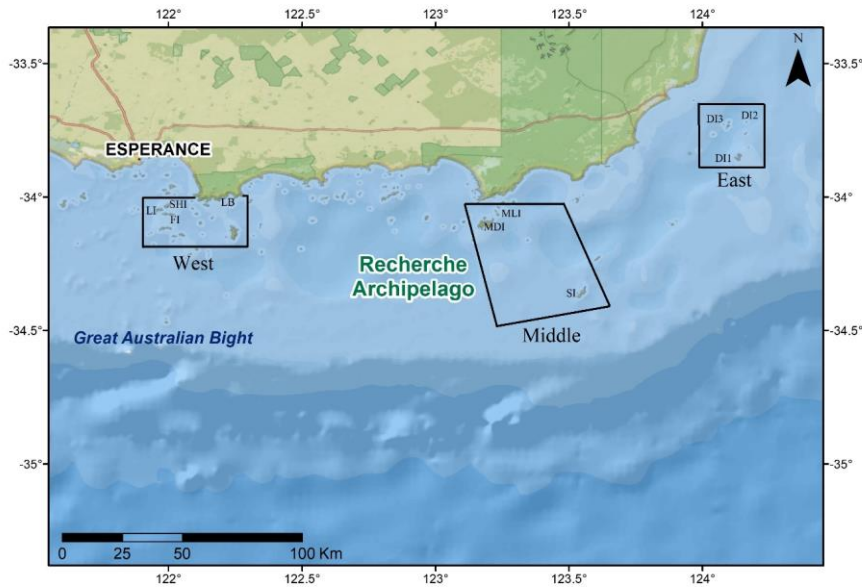 122° 122.5° 123° 123.5° 124°
-33.5° -33.5°
N
ESPERANCE
DI3 DI2
DI1
East
-34° -34°
LI SHI LB
FI
West
MLI
MDI
SI
Middle
Recherche
Archipelago
-34.5° -34.5°
Great Australian Bight
-35° -35°
0 25 50 100 Km
122° 122.5° 123° 123.5° 124°